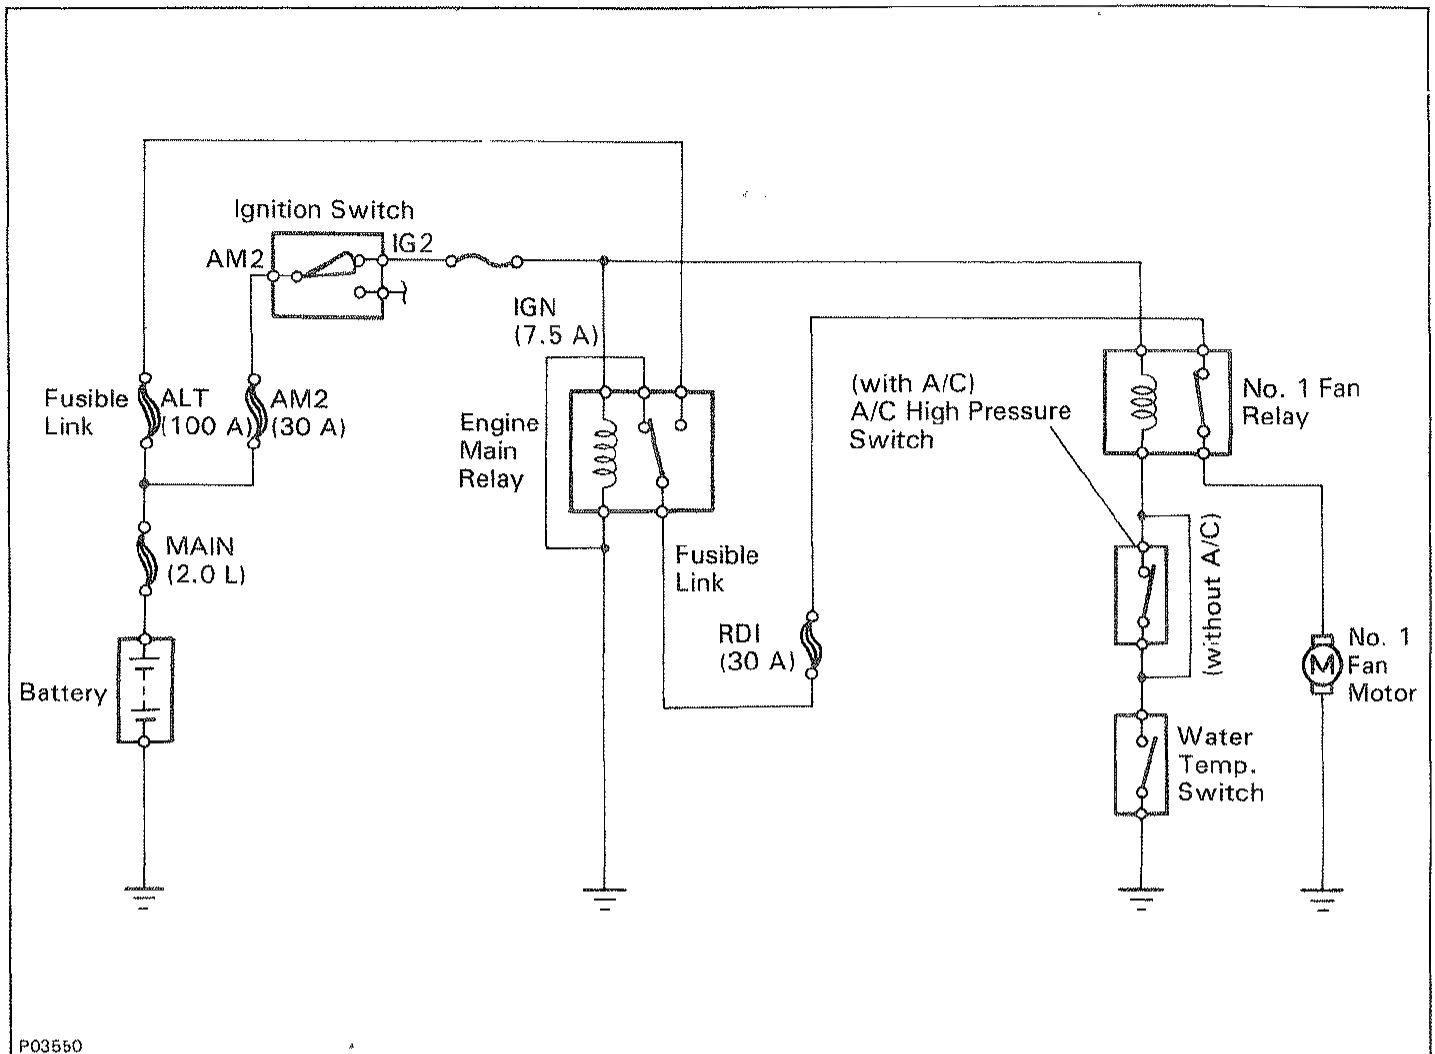 Ignition Switch
AM2
IG2
IGN
(7.5 A)
Fusible
Link
ALT
(100 A)
AM2
(30 A)
Engine
Main
Relay
(with A/C)
A/C High Pressure
Switch
No. 1 Fan
Relay
MAIN
(2.0 L)
Fusible
Link
(without A/C)
RDI
(30 A)
Battery
M
No. 1
Fan
Motor
Water
Temp.
Switch
P03550